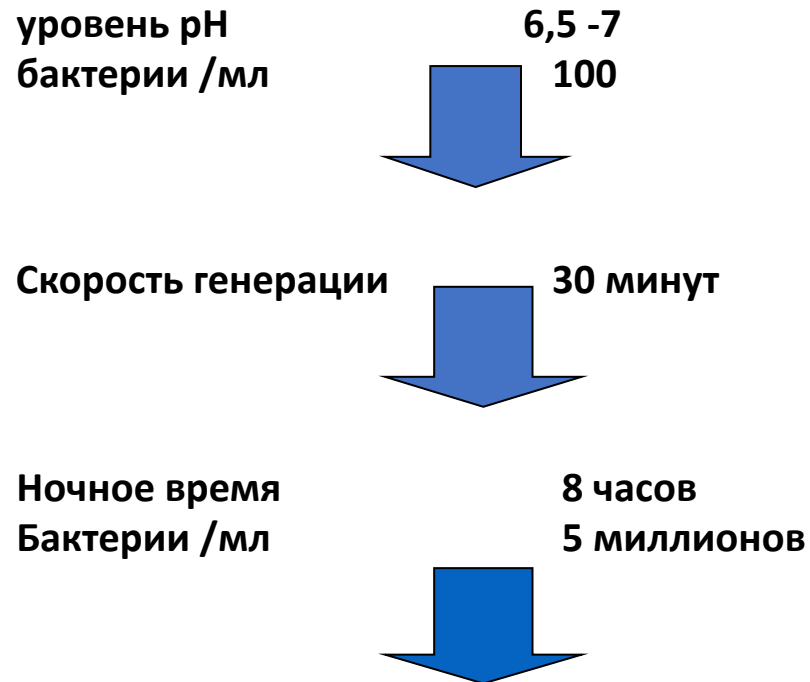 уровень pH 6,5 -7
бактерии /мл 100
Скорость генерации 30 минут
Ночное время 8 часов
Бактерии /мл 5 миллионов